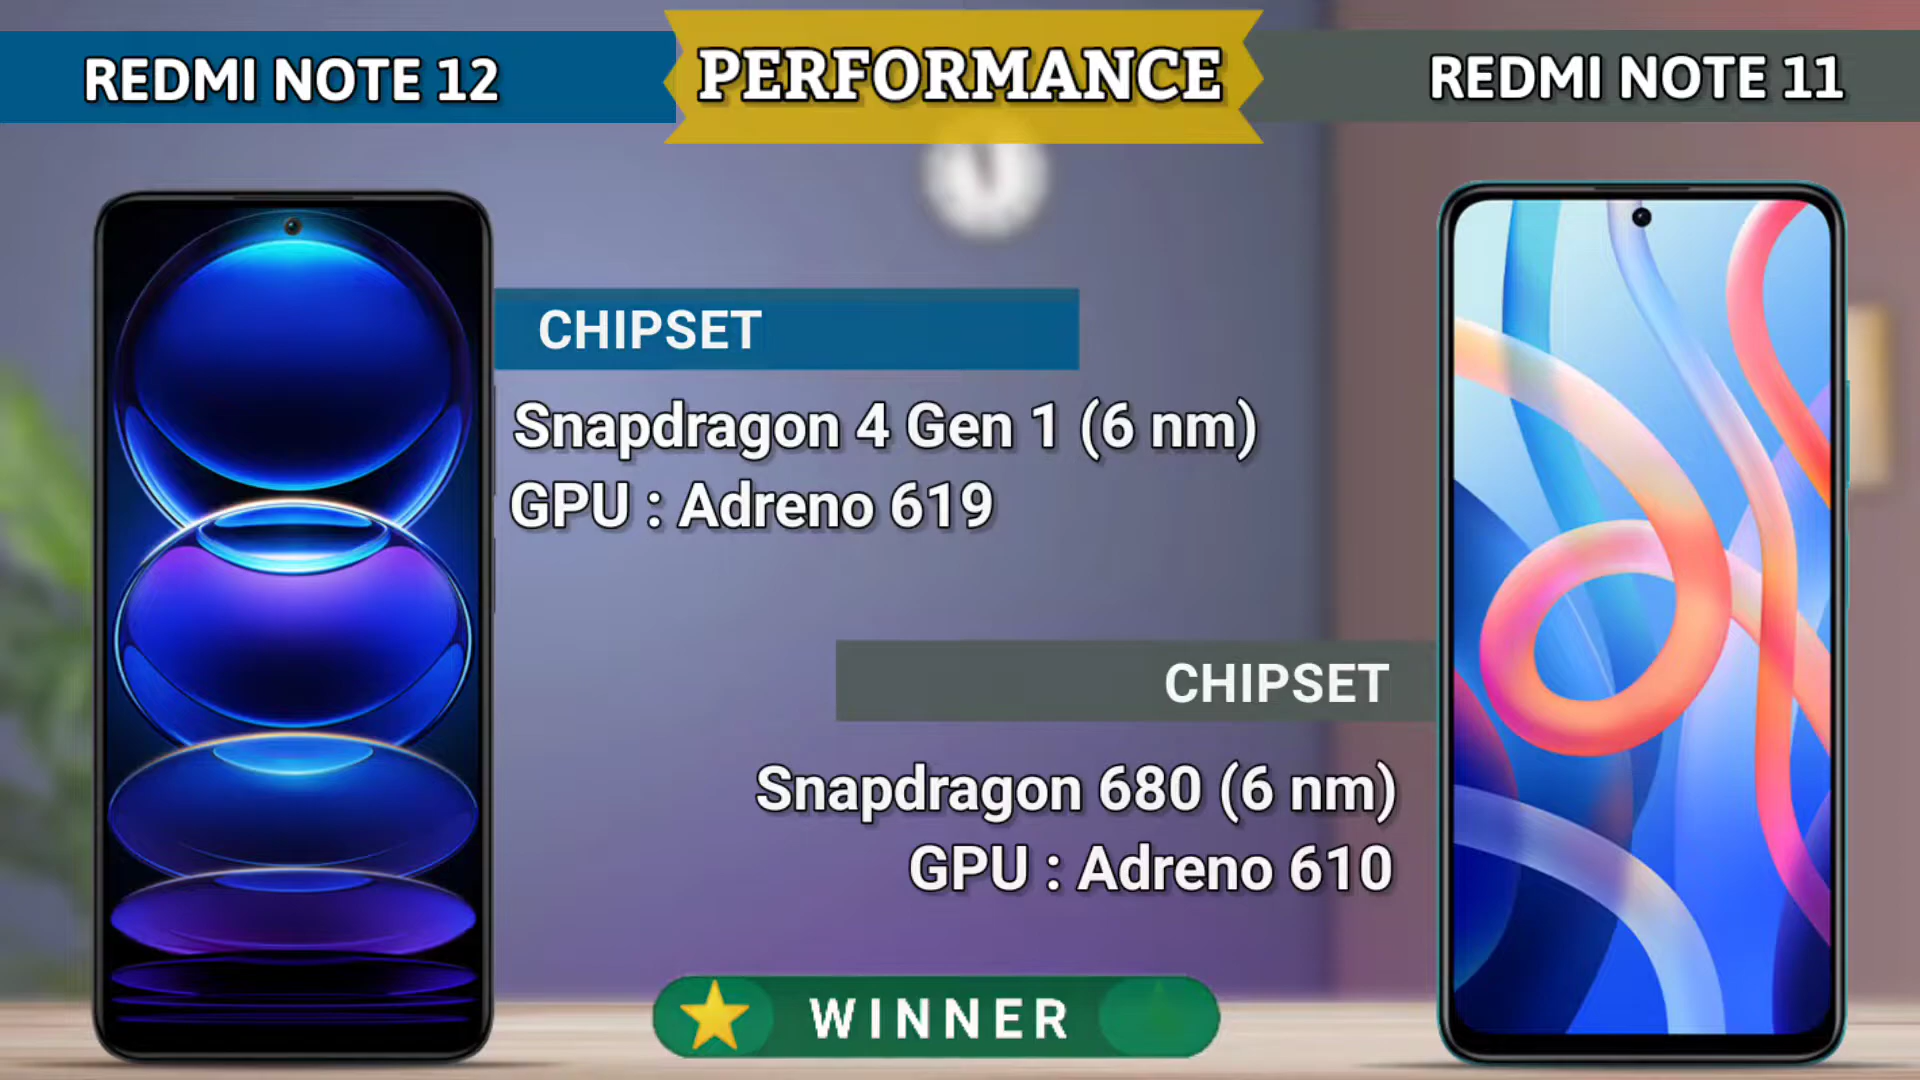 REDMI NOTE 12
PERFORMANCE
REDMI NOTE 11
CHIPSET
Snapdragon 4 Gen 1 (6 nm)
GPU : Adreno 619
CHIPSET
Snapdragon 680 (6 nm)
GPU : Adreno 610
WINNER